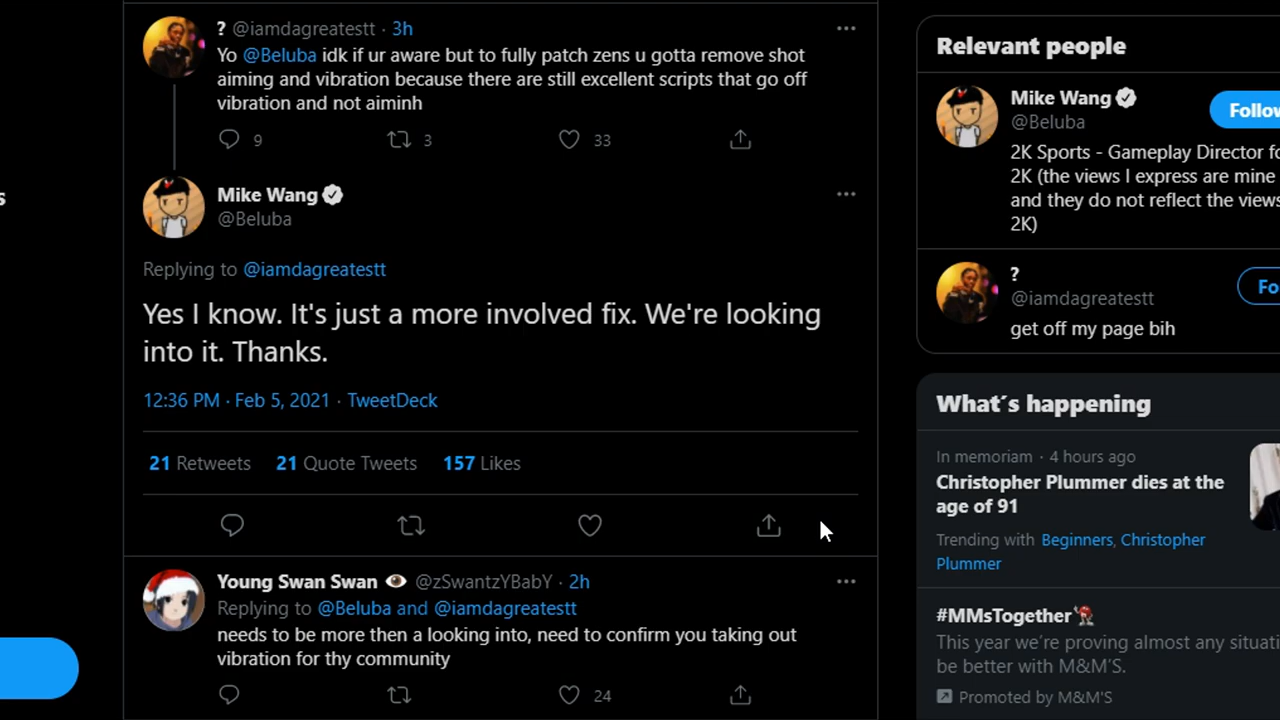 ? @iamdagreatestt · 3h
Yo @Beluba idk if ur aware but to fully patch zens u gotta remove shot
aiming and vibration because there are still excellent scripts that go off
vibration and not aiminh
9 3 33
Mike Wang
@Beluba
Replying to @iamdagreatestt
Yes I know. It's just a more involved fix. We're looking
into it. Thanks.
12:36 PM · Feb 5, 2021 · TweetDeck
21 Retweets 21 Quote Tweets 157 Likes
Young Swan Swan @zSwantzYBabY · 2h
Replying to @Beluba and @iamdagreatestt
needs to be more then a looking into, need to confirm you taking out
vibration for thy community
24
Relevant people
Mike Wang
@Beluba
Follow
2K Sports - Gameplay Director fo
2K (the views I express are mine
and they do not reflect the views
2K)
?
@iamdagreatestt
Fo
get off my page bih
What´s happening
In memoriam · 4 hours ago
Christopher Plummer dies at the
age of 91
Trending with Beginners, Christopher
Plummer
#MMsTogether
This year we’re proving almost any situati
be better with M&M’S.
Promoted by M&M'S